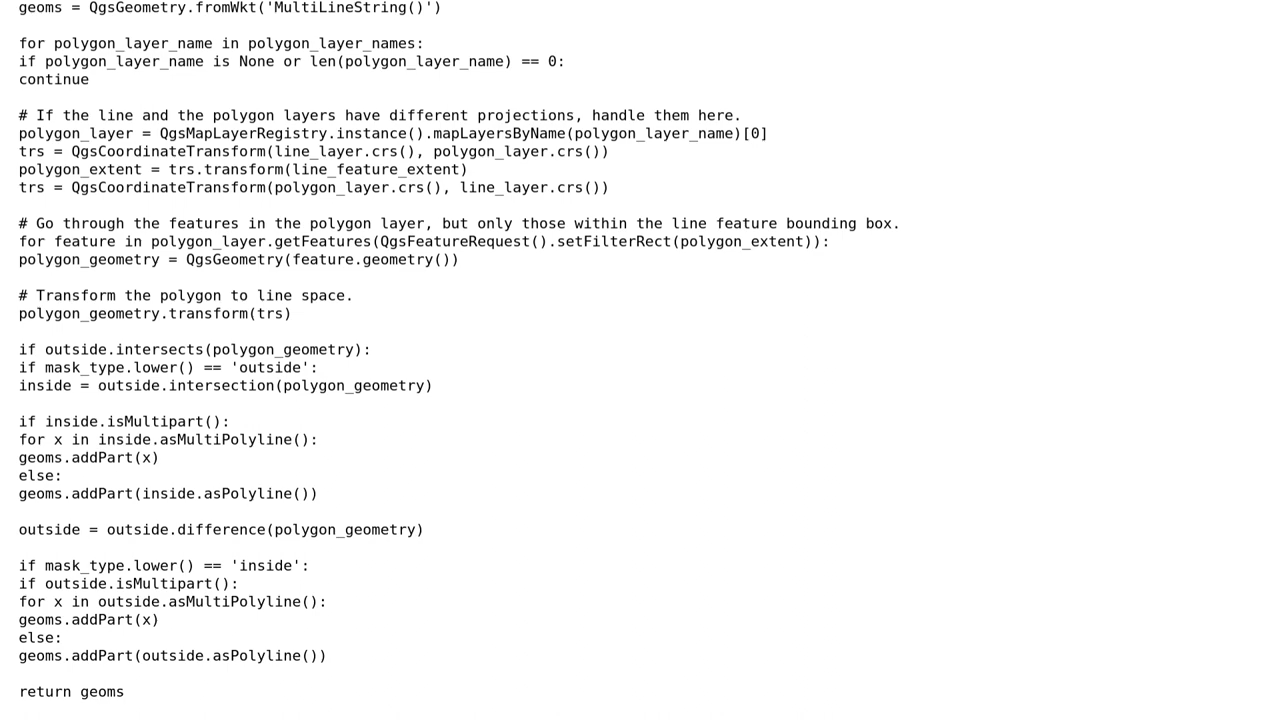 geoms = QgsGeometry.fromWkt('MultiLineString()')
for polygon_layer_name in polygon_layer_names:
if polygon_layer_name is None or len(polygon_layer_name) == 0:
continue
# If the line and the polygon layers have different projections, handle them here.
polygon_layer = QgsMapLayerRegistry.instance().mapLayersByName(polygon_layer_name)[0]
trs = QgsCoordinateTransform(line_layer.crs(), polygon_layer.crs())
polygon_extent = trs.transform(line_feature_extent)
trs = QgsCoordinateTransform(polygon_layer.crs(), line_layer.crs())
# Go through the features in the polygon layer, but only those within the line feature bounding box.
for feature in polygon_layer.getFeatures(QgsFeatureRequest().setFilterRect(polygon_extent)):
polygon_geometry = QgsGeometry(feature.geometry())
# Transform the polygon to line space.
polygon_geometry.transform(trs)
if outside.intersects(polygon_geometry):
if mask_type.lower() == 'outside':
inside = outside.intersection(polygon_geometry)
if inside.isMultipart():
for x in inside.asMultiPolyline():
geoms.addPart(x)
else:
geoms.addPart(inside.asPolyline())
outside = outside.difference(polygon_geometry)
if mask_type.lower() == 'inside':
if outside.isMultipart():
for x in outside.asMultiPolyline():
geoms.addPart(x)
else:
geoms.addPart(outside.asPolyline())
return geoms